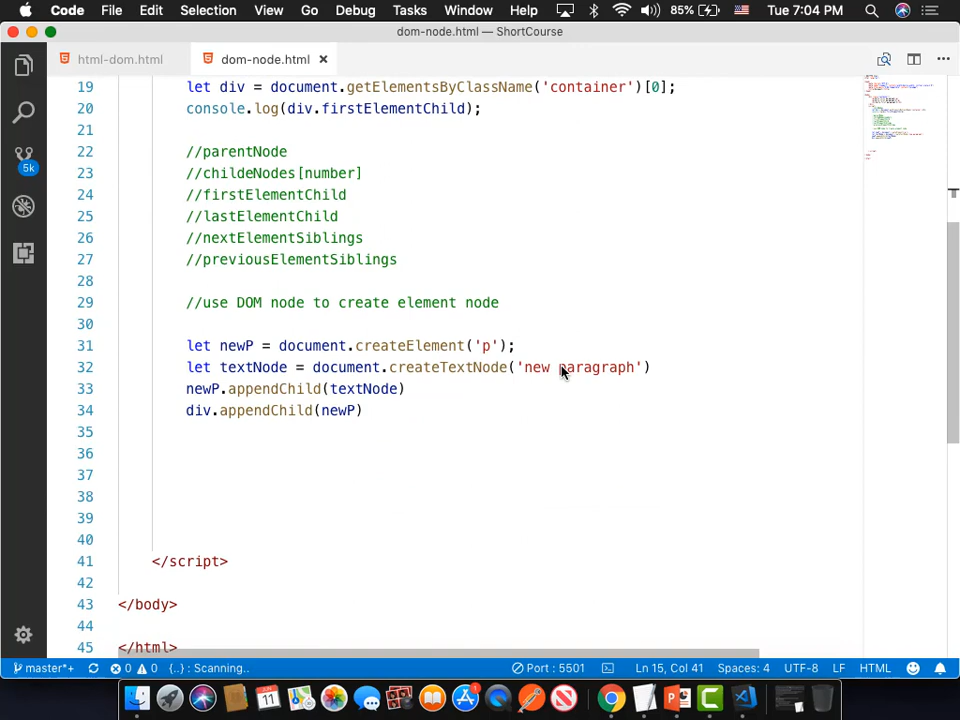 Code File Edit Selection View Go Debug Tasks Window Help 85% Tue 7:04 PM
dom-node.html — ShortCourse
html-dom.html dom-node.html ×
19 let div = document.getElementsByClassName('container')[0];
20 console.log(div.firstElementChild);
21
22 //parentNode
23 //childeNodes[number]
24 //firstElementChild
25 //lastElementChild
26 //nextElementSiblings
27 //previousElementSiblings
28
29 //use DOM node to create element node
30
31 let newP = document.createElement('p');
32 let textNode = document.createTextNode('new paragraph')
33 newP.appendChild(textNode)
34 div.appendChild(newP)
35
36
37
38
39
40
41 </script>
42
43 </body>
44
45 </html>
5k
master*+ 0 0 {..} : Scanning.. Port : 5501 Ln 15, Col 41 Spaces: 4 UTF-8 LF HTML